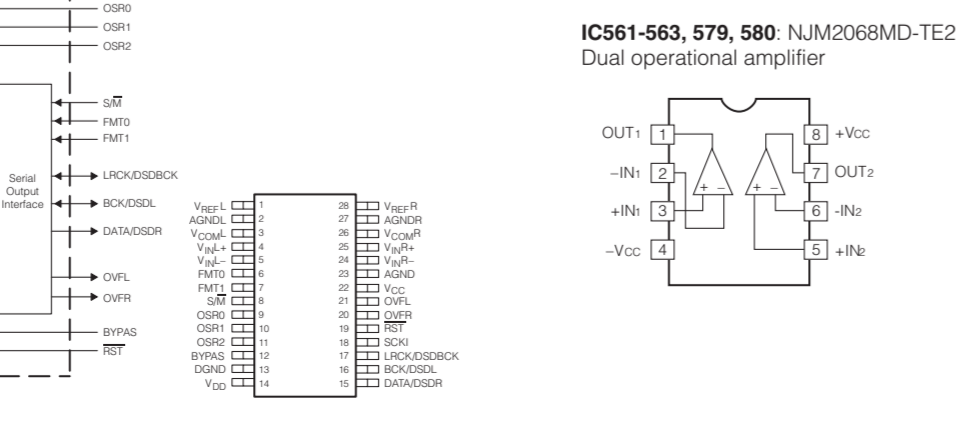 OSR0
OSR1
OSR2
S/M̅
FMT0
FMT1
LRCK/DSDBCK
BCK/DSDL
DATA/DSDR
OVFL
OVFR
BYPAS
R̅S̅T̅
Serial
Output
Interface
VREFL 1 28 VREFR
AGNDL 2 27 AGNDR
VCOML 3 26 VCOMR
VINL+ 4 25 VINR+
VINL− 5 24 VINR−
FMT0 6 23 AGND
FMT1 7 22 VCC
S/M̅ 8 21 OVFL
OSR0 9 20 OVFR
OSR1 10 19 R̅S̅T̅
OSR2 11 18 SCKI
BYPAS 12 17 LRCK/DSDBCK
DGND 13 16 BCK/DSDL
VDD 14 15 DATA/DSDR
IC561-563, 579, 580: NJM2068MD-TE2
Dual operational amplifier
OUT1 1 8 +VCC
−IN1 2 7 OUT2
+ − + −
+IN1 3 6 -IN2
−VCC 4 5 +IN2